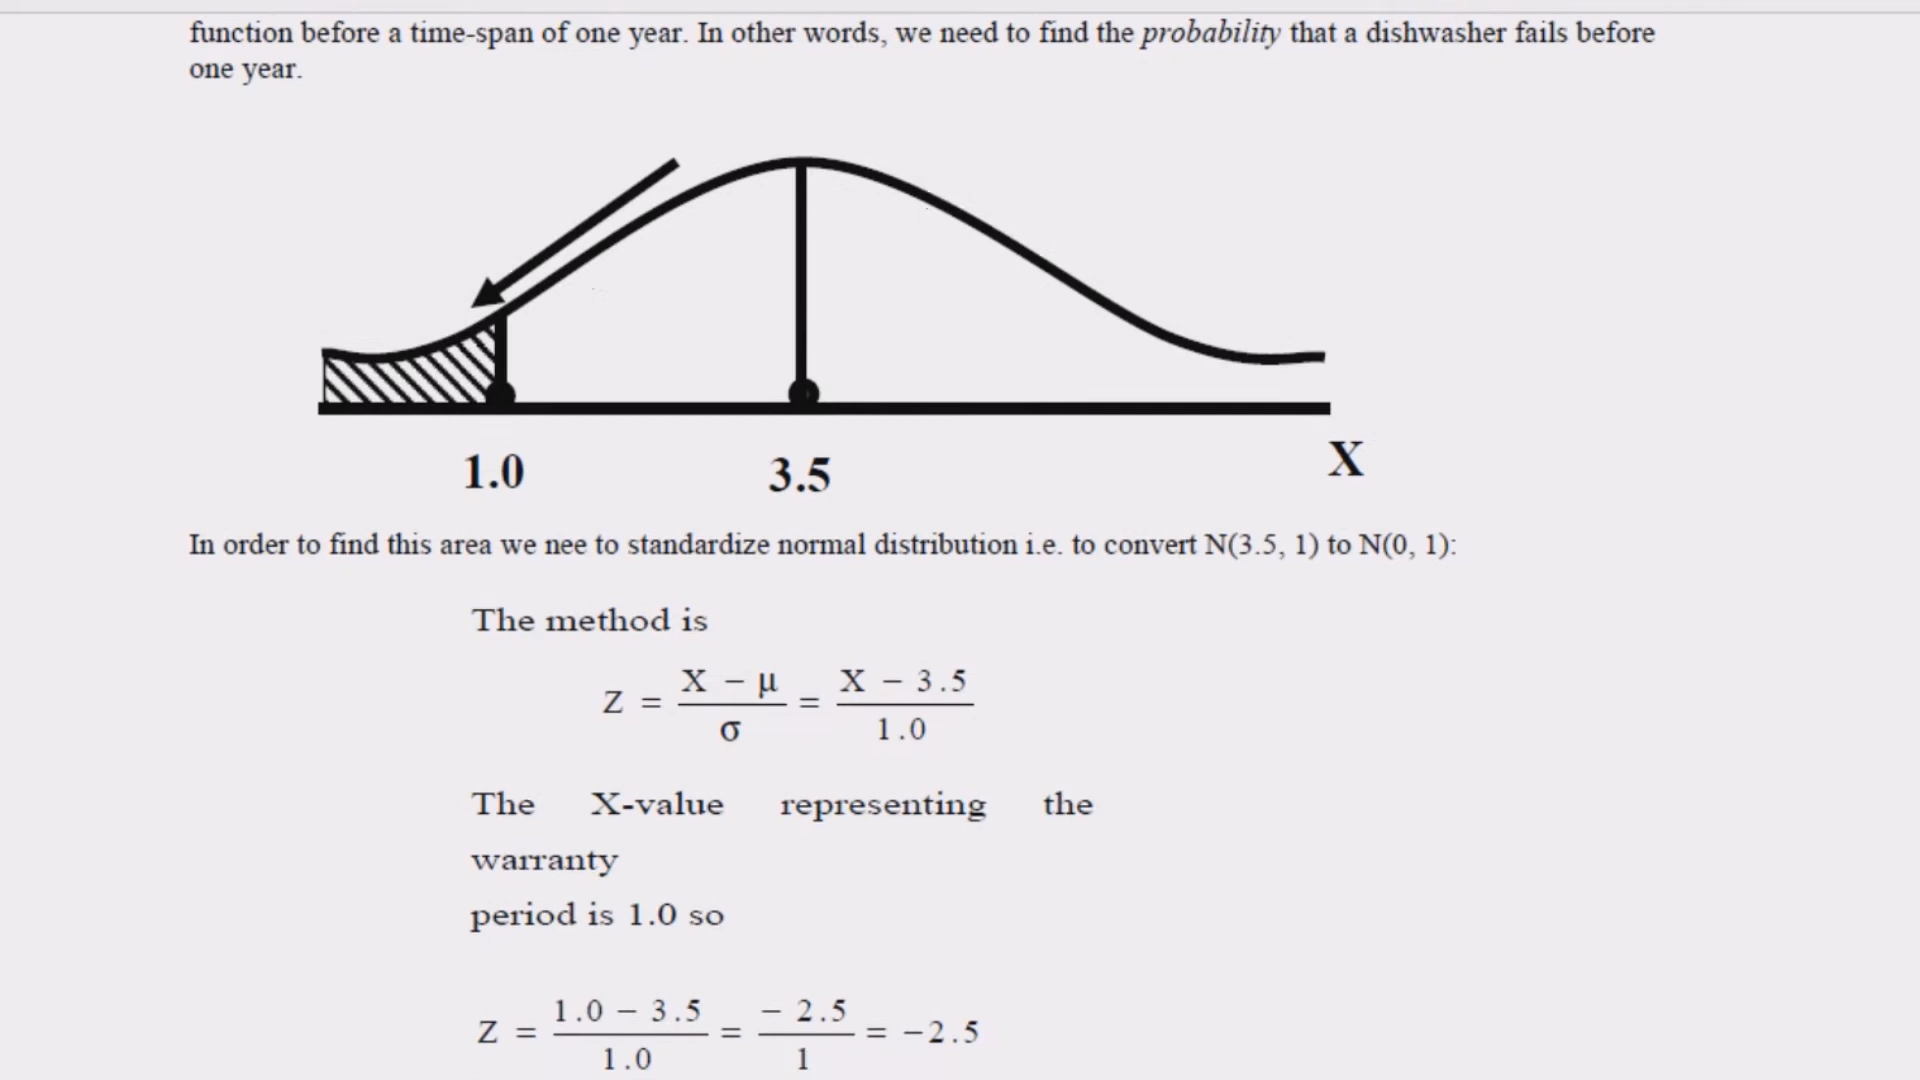 function before a time-span of one year. In other words, we need to find the probability that a dishwasher fails before
one year.
1.0
3.5
X
In order to find this area we nee to standardize normal distribution i.e. to convert N(3.5, 1) to N(0, 1):
The method is
Z = (X − μ)/σ = (X − 3.5)/1.0
The X-value representing the
warranty
period is 1.0 so
Z = (1.0 − 3.5)/1.0 = −2.5/1 = −2.5